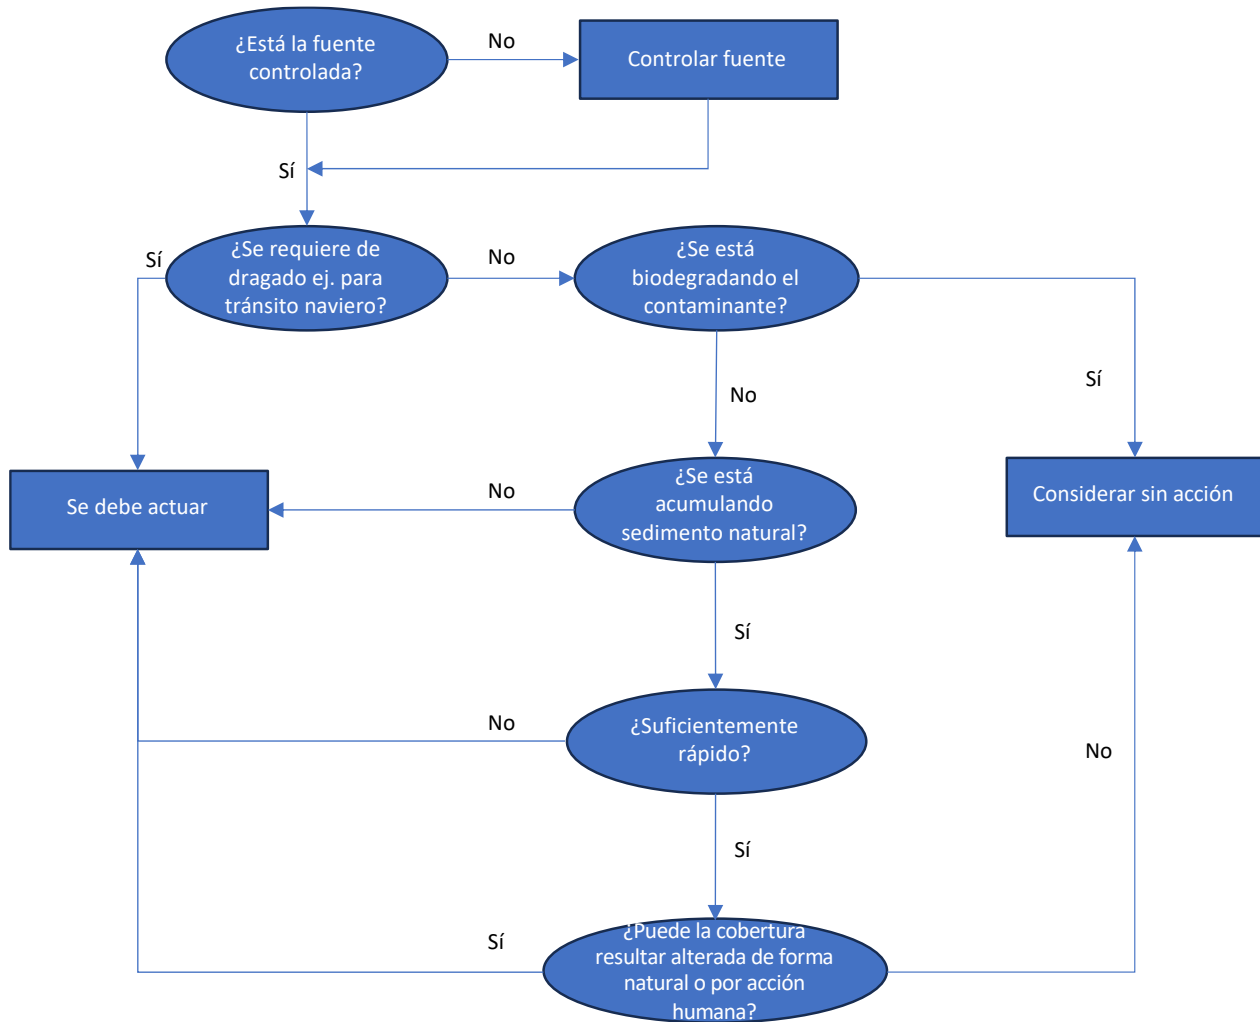 ¿Está la fuente
controlada?
No
Controlar fuente
Sí
¿Se requiere de
dragado ej. para
tránsito naviero?
Sí
No
¿Se está
biodegradando el
contaminante?
Sí
No
Se debe actuar
No
¿Se está
acumulando
sedimento natural?
Considerar sin acción
Sí
No
¿Suficientemente
rápido?
No
Sí
Sí
¿Puede la cobertura
resultar alterada de forma
natural o por acción
humana?